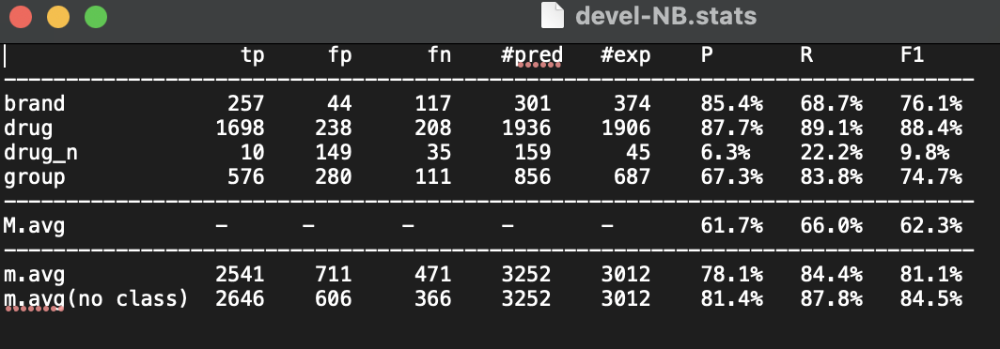 devel-NB.stats
tp fp fn #pred #exp P R F1
------------------------------------------------------------------------------
brand 257 44 117 301 374 85.4% 68.7% 76.1%
drug 1698 238 208 1936 1906 87.7% 89.1% 88.4%
drug_n 10 149 35 159 45 6.3% 22.2% 9.8%
group 576 280 111 856 687 67.3% 83.8% 74.7%
------------------------------------------------------------------------------
M.avg - - - - - 61.7% 66.0% 62.3%
------------------------------------------------------------------------------
m.avg 2541 711 471 3252 3012 78.1% 84.4% 81.1%
m.avg(no class) 2646 606 366 3252 3012 81.4% 87.8% 84.5%